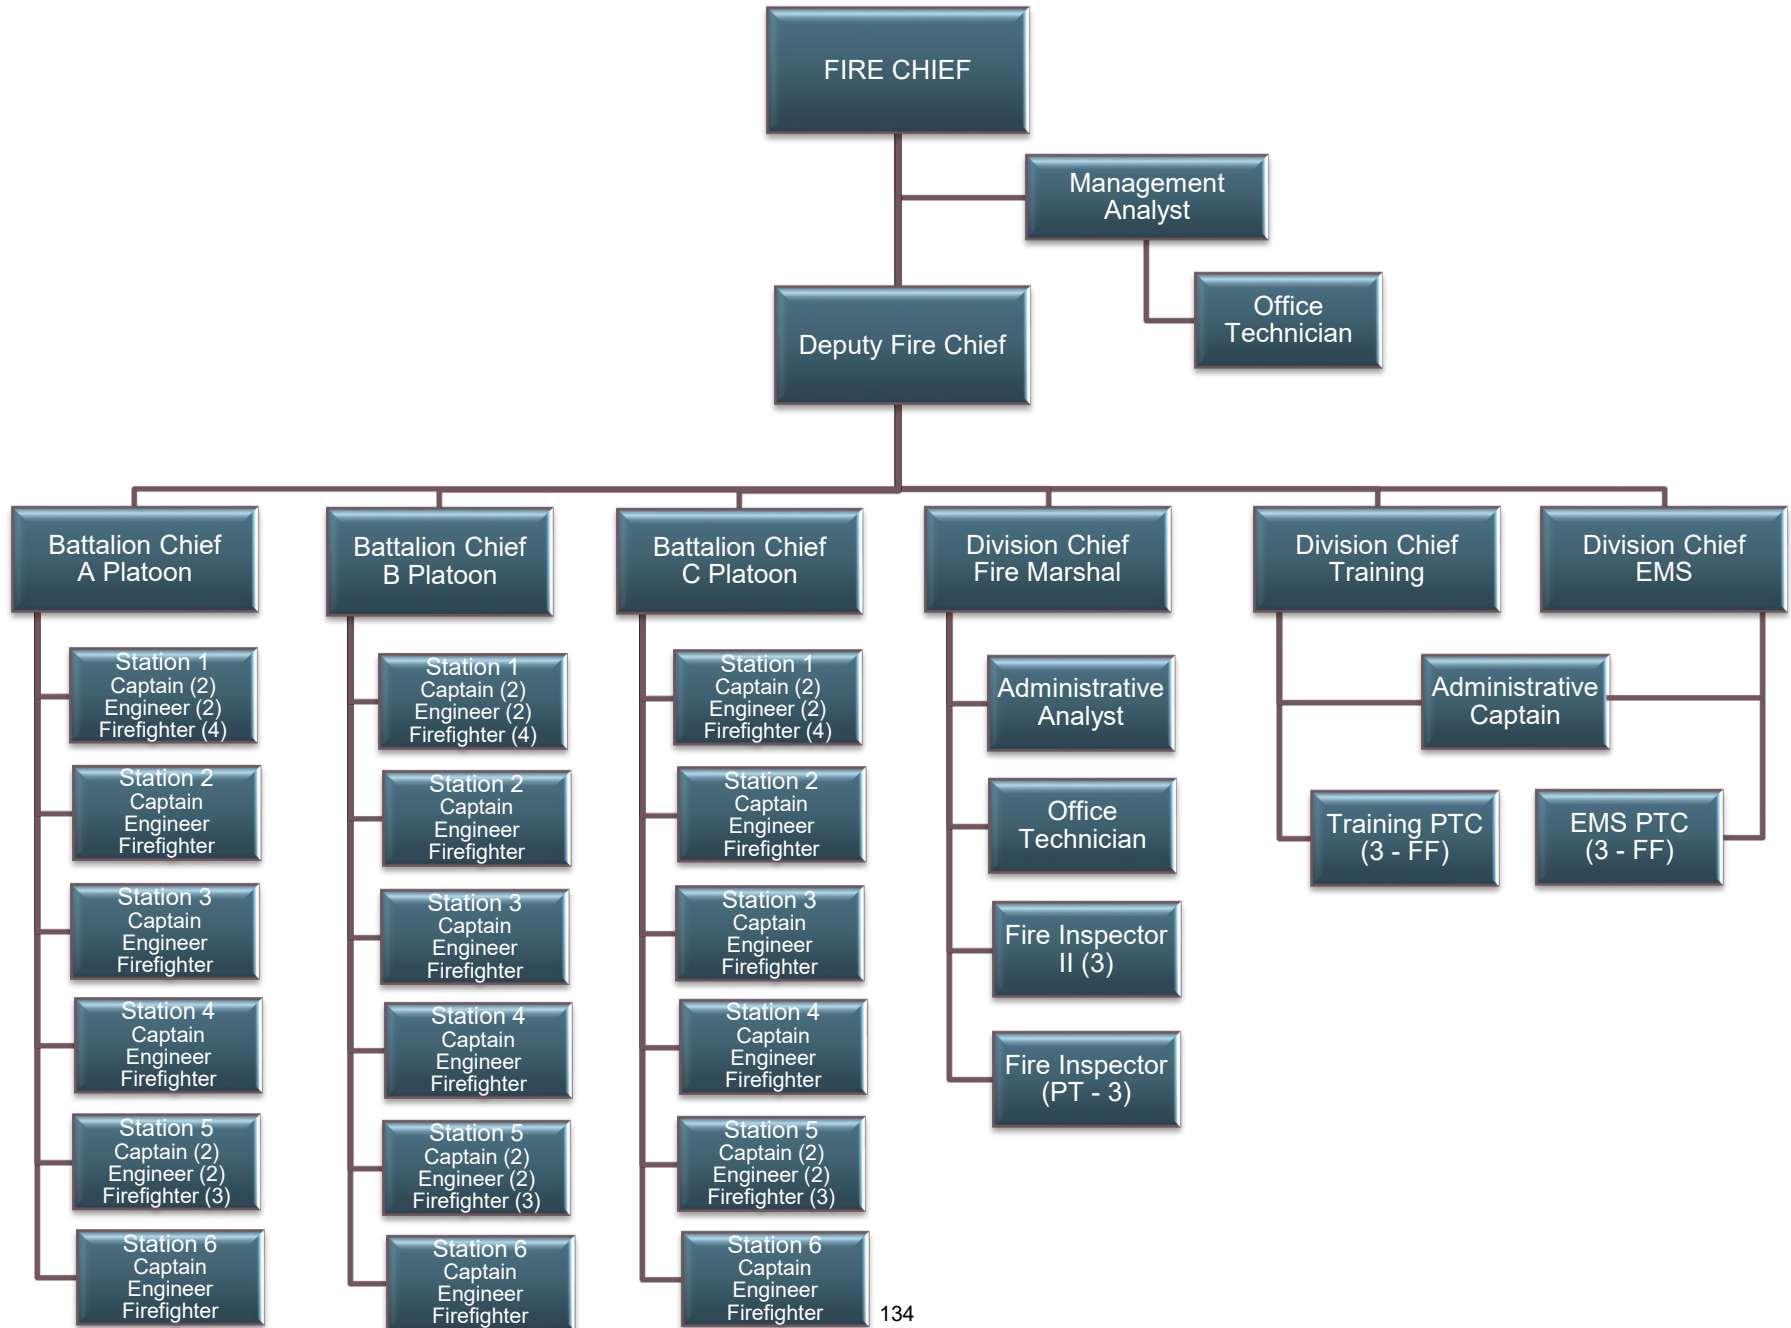 FIRE CHIEF
Management
Analyst
Office
Technician
Deputy Fire Chief
Battalion Chief
A Platoon
Station 1
Captain (2)
Engineer (2)
Firefighter (4)
Station 2
Captain
Engineer
Firefighter
Station 3
Captain
Engineer
Firefighter
Station 4
Captain
Engineer
Firefighter
Station 5
Captain (2)
Engineer (2)
Firefighter (3)
Station 6
Captain
Engineer
Firefighter
Battalion Chief
B Platoon
Station 1
Captain (2)
Engineer (2)
Firefighter (4)
Station 2
Captain
Engineer
Firefighter
Station 3
Captain
Engineer
Firefighter
Station 4
Captain
Engineer
Firefighter
Station 5
Captain (2)
Engineer (2)
Firefighter (3)
Station 6
Captain
Engineer
Firefighter
Battalion Chief
C Platoon
Station 1
Captain (2)
Engineer (2)
Firefighter (4)
Station 2
Captain
Engineer
Firefighter
Station 3
Captain
Engineer
Firefighter
Station 4
Captain
Engineer
Firefighter
Station 5
Captain (2)
Engineer (2)
Firefighter (3)
Station 6
Captain
Engineer
Firefighter
Division Chief
Fire Marshal
Administrative
Analyst
Office
Technician
Fire Inspector
II (3)
Fire Inspector
(PT - 3)
Division Chief
Training
Division Chief
EMS
Administrative
Captain
Training PTC
(3 - FF)
EMS PTC
(3 - FF)
134